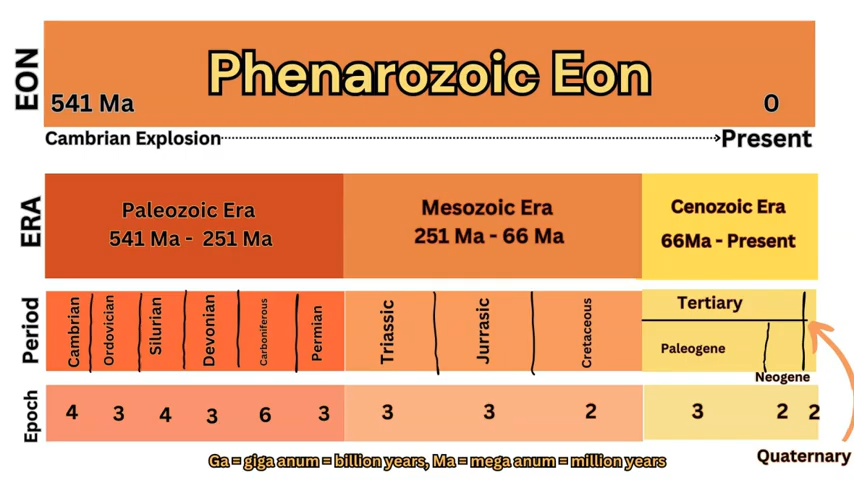 EON
Phenarozoic Eon
541 Ma
0
Cambrian Explosion
Present
ERA
Paleozoic Era
541 Ma - 251 Ma
Mesozoic Era
251 Ma - 66 Ma
Cenozoic Era
66Ma - Present
Period
Cambrian
Ordovician
Silurian
Devonian
Carboniferous
Permian
Triassic
Jurrasic
Cretaceous
Tertiary
Paleogene
Neogene
Epoch
4 3 4 3 6 3 3 3 2 3 2 2
Quaternary
Ga = giga anum = billion years, Ma = mega anum = million years